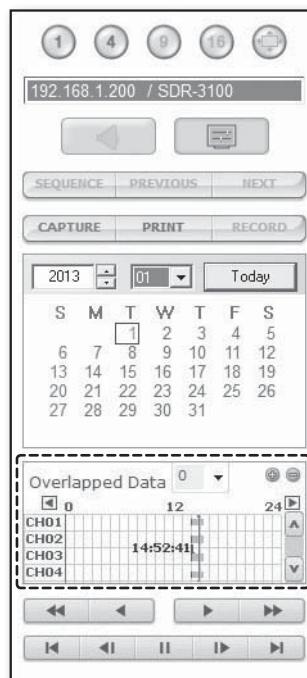 1 4 9 16
192.168.1.200 / SDR-3100
SEQUENCE PREVIOUS NEXT
CAPTURE PRINT RECORD
2013 01 Today
S M T W T F S
1 2 3 4 5
6 7 8 9 10 11 12
13 14 15 16 17 18 19
20 21 22 23 24 25 26
27 28 29 30 31
Overlapped Data 0
0 12 24
CH01
CH02
14:52:41
CH03
CH04